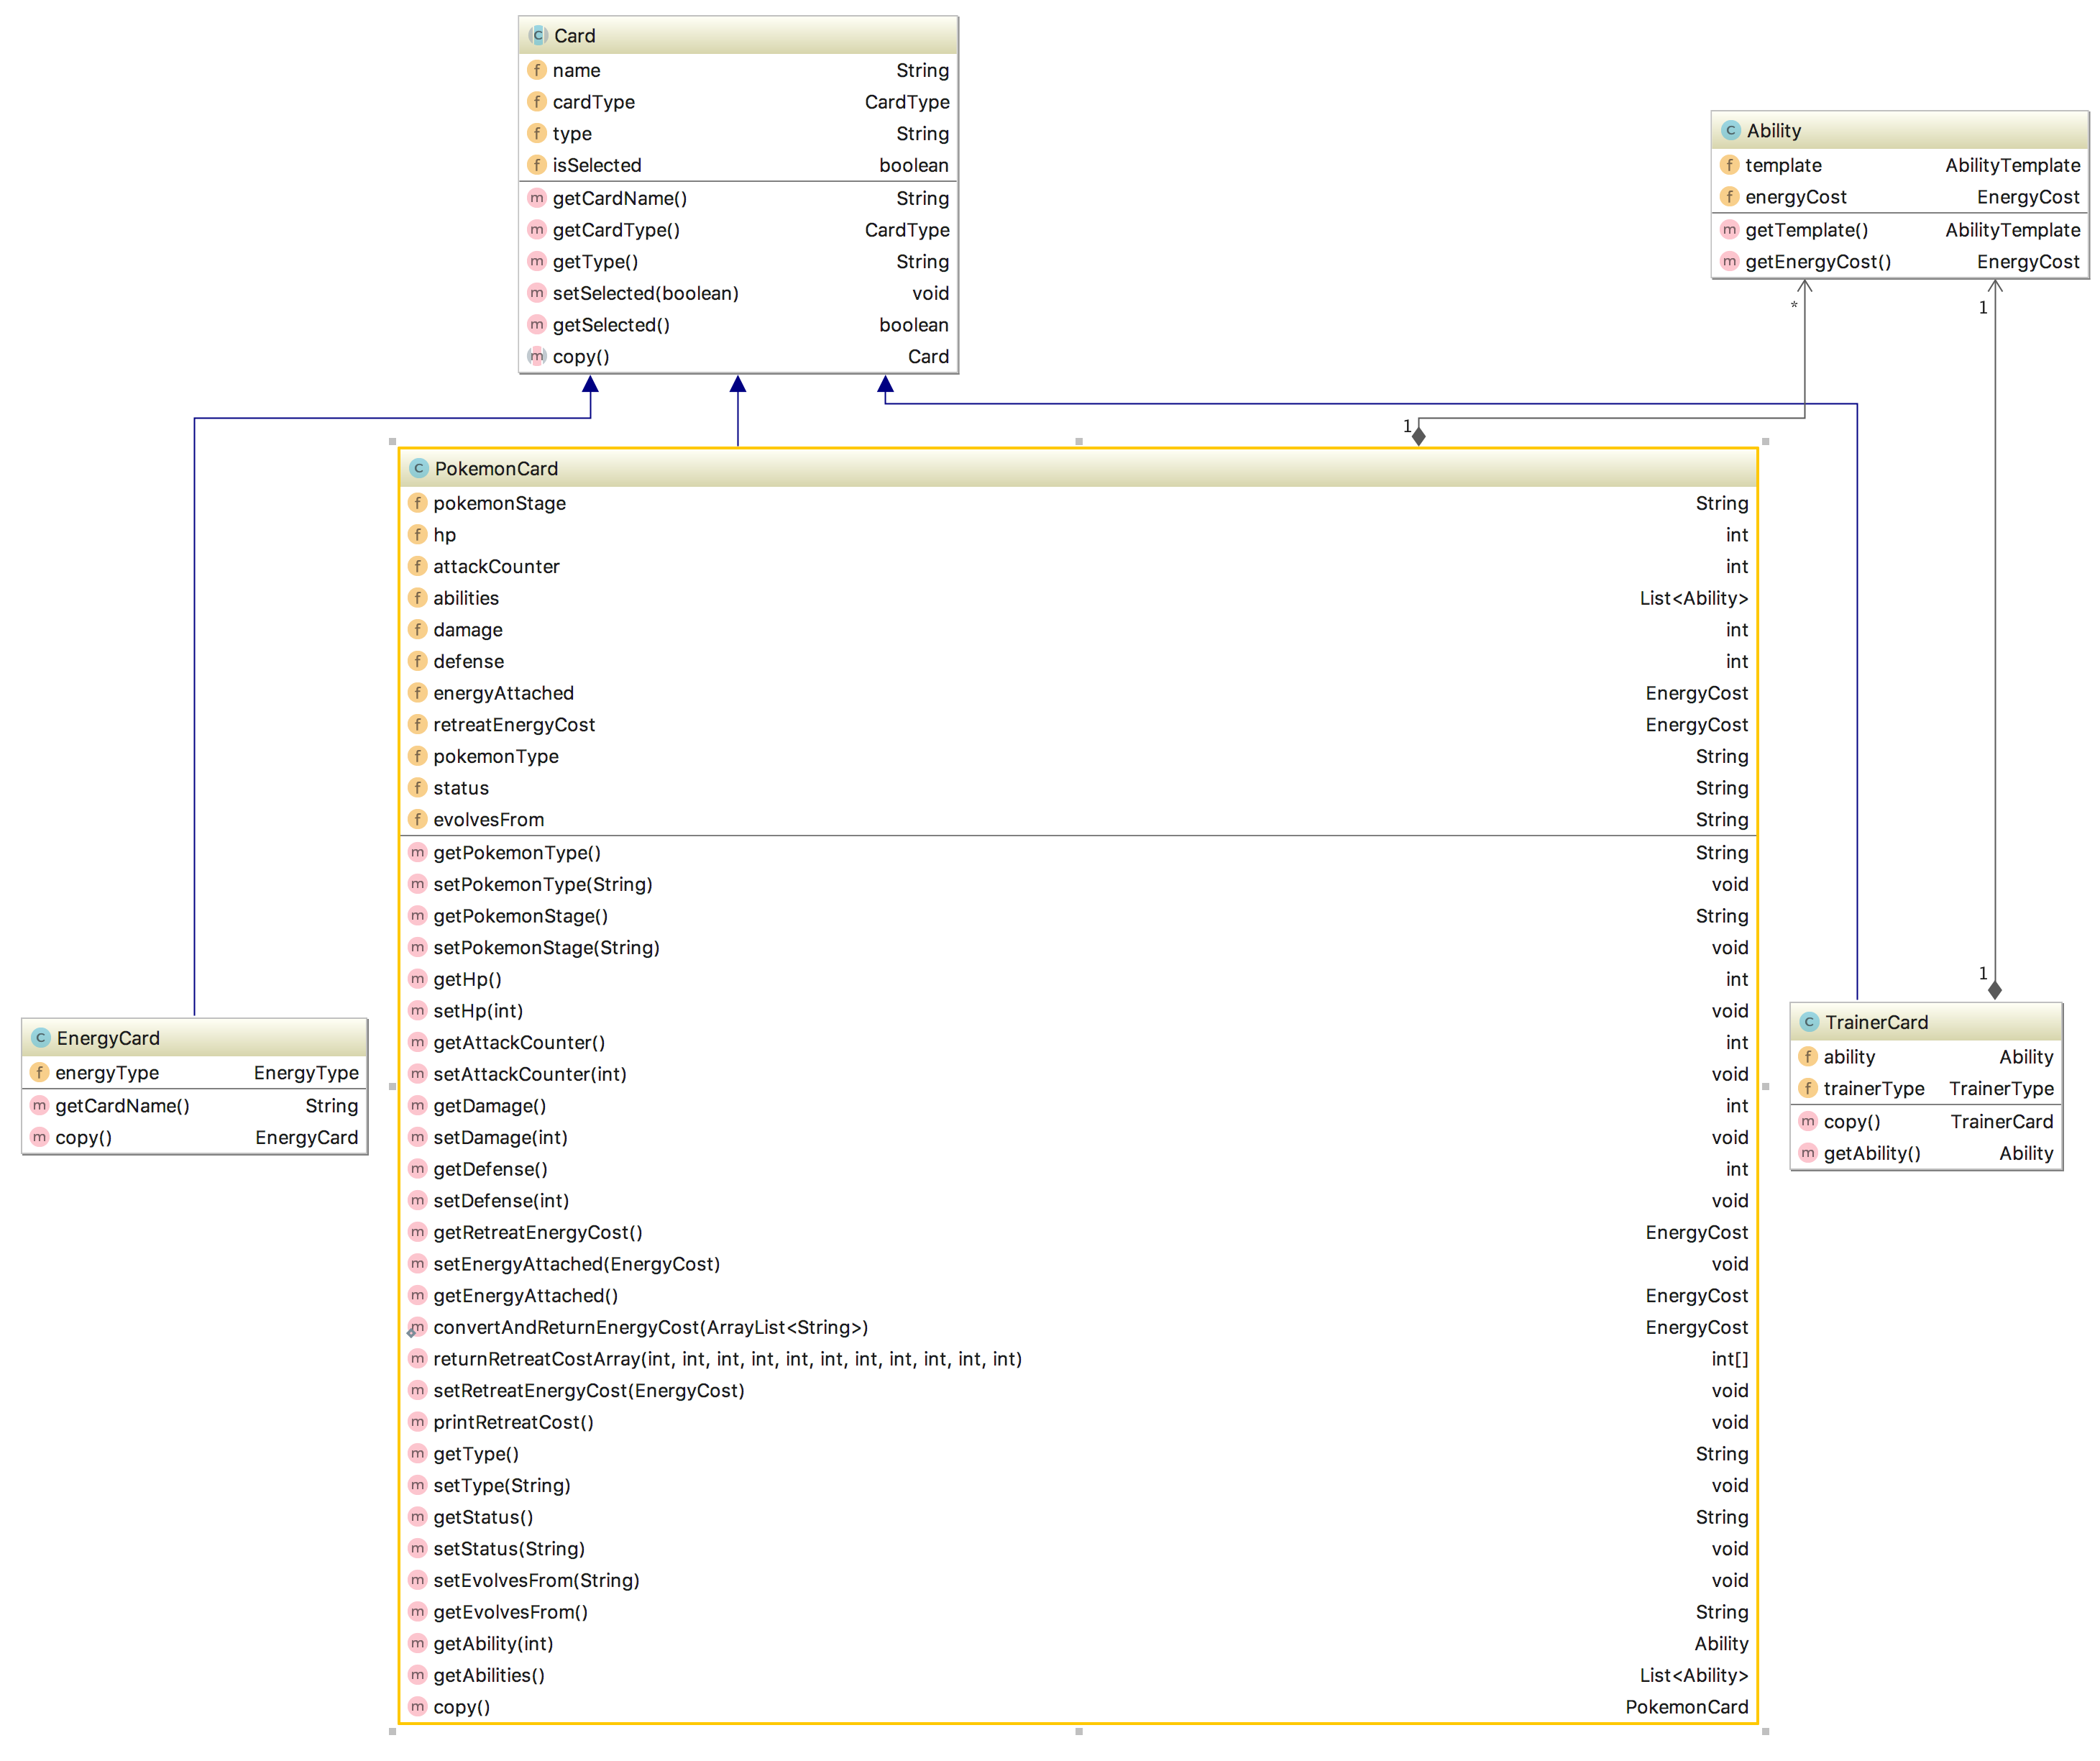 Card
name String
cardType CardType
type String
isSelected boolean
getCardName() String
getCardType() CardType
getType() String
setSelected(boolean) void
getSelected() boolean
copy() Card
Ability
template AbilityTemplate
energyCost EnergyCost
getTemplate() AbilityTemplate
getEnergyCost() EnergyCost
* 1
1
PokemonCard
pokemonStage String
hp int
attackCounter int
abilities List<Ability>
damage int
defense int
energyAttached EnergyCost
retreatEnergyCost EnergyCost
pokemonType String
status String
evolvesFrom String
getPokemonType() String
setPokemonType(String) void
getPokemonStage() String
setPokemonStage(String) void
getHp() int
setHp(int) void
getAttackCounter() int
setAttackCounter(int) void
getDamage() int
setDamage(int) void
getDefense() int
setDefense(int) void
getRetreatEnergyCost() EnergyCost
setEnergyAttached(EnergyCost) void
getEnergyAttached() EnergyCost
convertAndReturnEnergyCost(ArrayList<String>) EnergyCost
returnRetreatCostArray(int, int, int, int, int, int, int, int, int, int, int) int[]
setRetreatEnergyCost(EnergyCost) void
printRetreatCost() void
getType() String
setType(String) void
getStatus() String
setStatus(String) void
setEvolvesFrom(String) void
getEvolvesFrom() String
getAbility(int) Ability
getAbilities() List<Ability>
copy() PokemonCard
EnergyCard
energyType EnergyType
getCardName() String
copy() EnergyCard
1
TrainerCard
ability Ability
trainerType TrainerType
copy() TrainerCard
getAbility() Ability